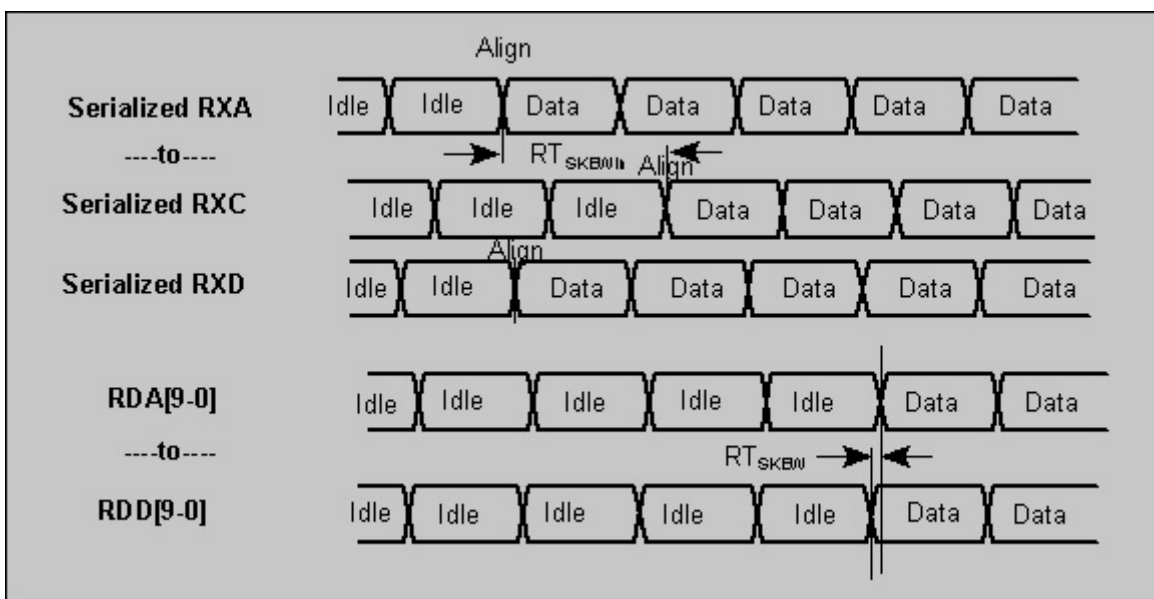 Align
Serialized RXA Idle Idle Data Data Data Data Data
----to---- RT Align
Serialized RXC Idle Idle Idle Data Data Data Data
Align
Serialized RXD Idle Idle Data Data Data Data Data
RDA[9-0] Idle Idle Idle Idle Idle Data Data
----to---- RTSKBW
RDD[9-0] Idle Idle Idle Idle Idle Data Data